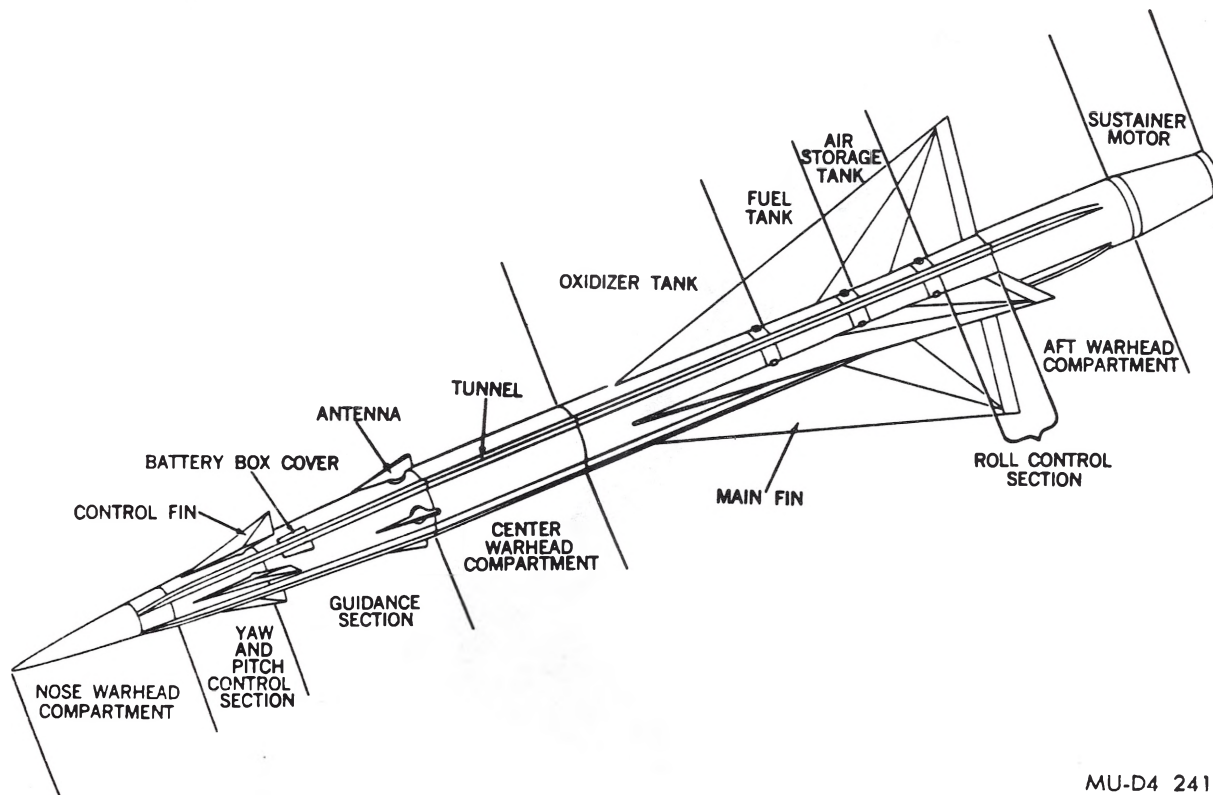 SUSTAINER
MOTOR
AIR
STORAGE
TANK
FUEL
TANK
OXIDIZER TANK
AFT WARHEAD
COMPARTMENT
TUNNEL
ANTENNA
BATTERY BOX COVER
CONTROL FIN
MAIN FIN
ROLL CONTROL
SECTION
CENTER
WARHEAD
COMPARTMENT
GUIDANCE
SECTION
YAW
AND
PITCH
CONTROL
SECTION
NOSE WARHEAD
COMPARTMENT
MU-D4 241